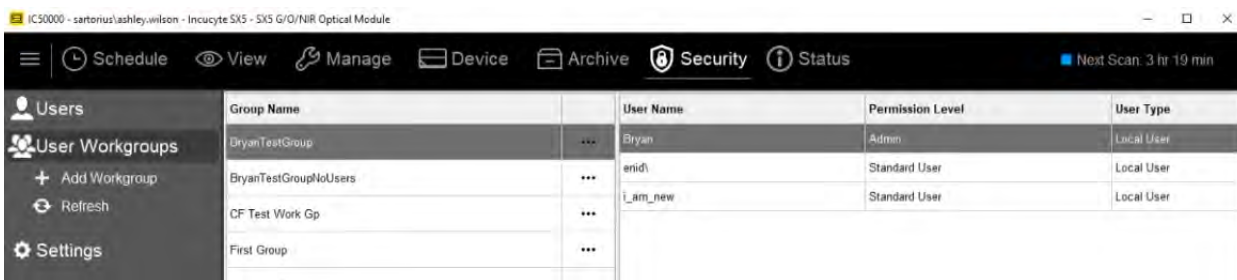 IC50000 - sartorius\ashley.wilson - Incucyte SX5 - SX5 G/O/NIR Optical Module
Schedule View Manage Device Archive Security Status Next Scan: 3 hr 19 min
Users
User Workgroups
+ Add Workgroup
Refresh
Settings
Group Name
BryanTestGroup ...
BryanTestGroupNoUsers ...
CF Test Work Gp ...
First Group ...
User Name Permission Level User Type
Bryan Admin Local User
enid\ Standard User Local User
i_am_new Standard User Local User